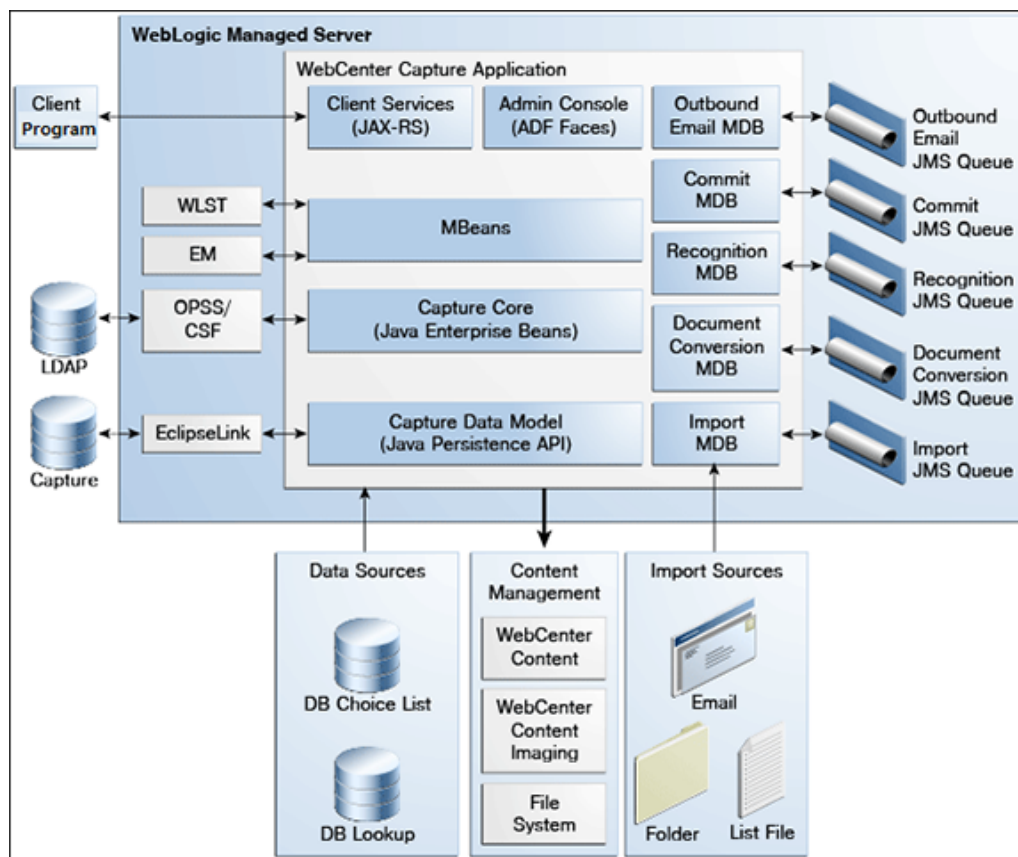 WebLogic Managed Server
WebCenter Capture Application
Client
Program
Client Services
(JAX-RS)
Admin Console
(ADF Faces)
Outbound
Email MDB
Outbound
Email
JMS Queue
Commit
MDB
Commit
JMS Queue
WLST
MBeans
EM
Recognition
MDB
Recognition
JMS Queue
LDAP
OPSS/
CSF
Capture Core
(Java Enterprise Beans)
Document
Conversion
MDB
Document
Conversion
JMS Queue
Capture
EclipseLink
Capture Data Model
(Java Persistence API)
Import
MDB
Import
JMS Queue
Data Sources
DB Choice List
DB Lookup
Content
Management
WebCenter
Content
WebCenter
Content
Imaging
File
System
Import Sources
Email
Folder
List File